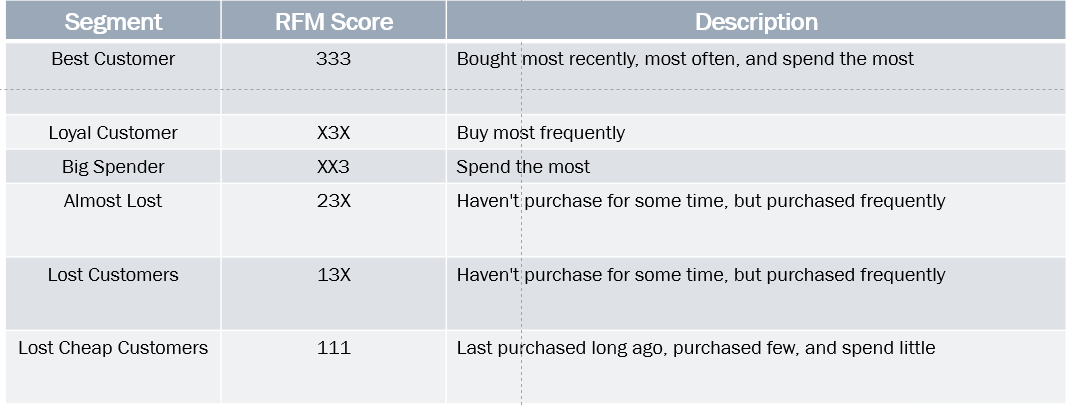 Segment RFM Score Description
Best Customer 333 Bought most recently, most often, and spend the most
Loyal Customer X3X Buy most frequently
Big Spender XX3 Spend the most
Almost Lost 23X Haven't purchase for some time, but purchased frequently
Lost Customers 13X Haven't purchase for some time, but purchased frequently
Lost Cheap Customers 111 Last purchased long ago, purchased few, and spend little